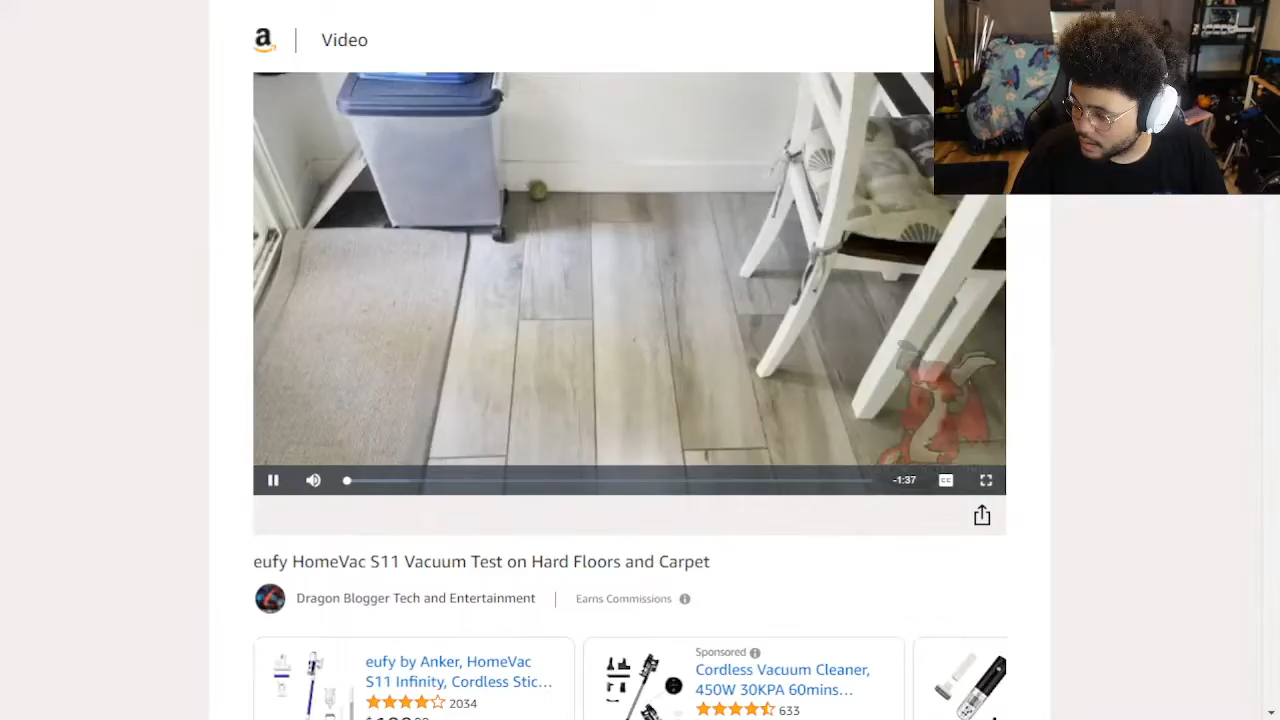 a | Video
-1:37 CC
eufy HomeVac S11 Vacuum Test on Hard Floors and Carpet
Dragon Blogger Tech and Entertainment | Earns Commissions
eufy by Anker, HomeVac
S11 Infinity, Cordless Stic...
2034
Sponsored
Cordless Vacuum Cleaner,
450W 30KPA 60mins...
633